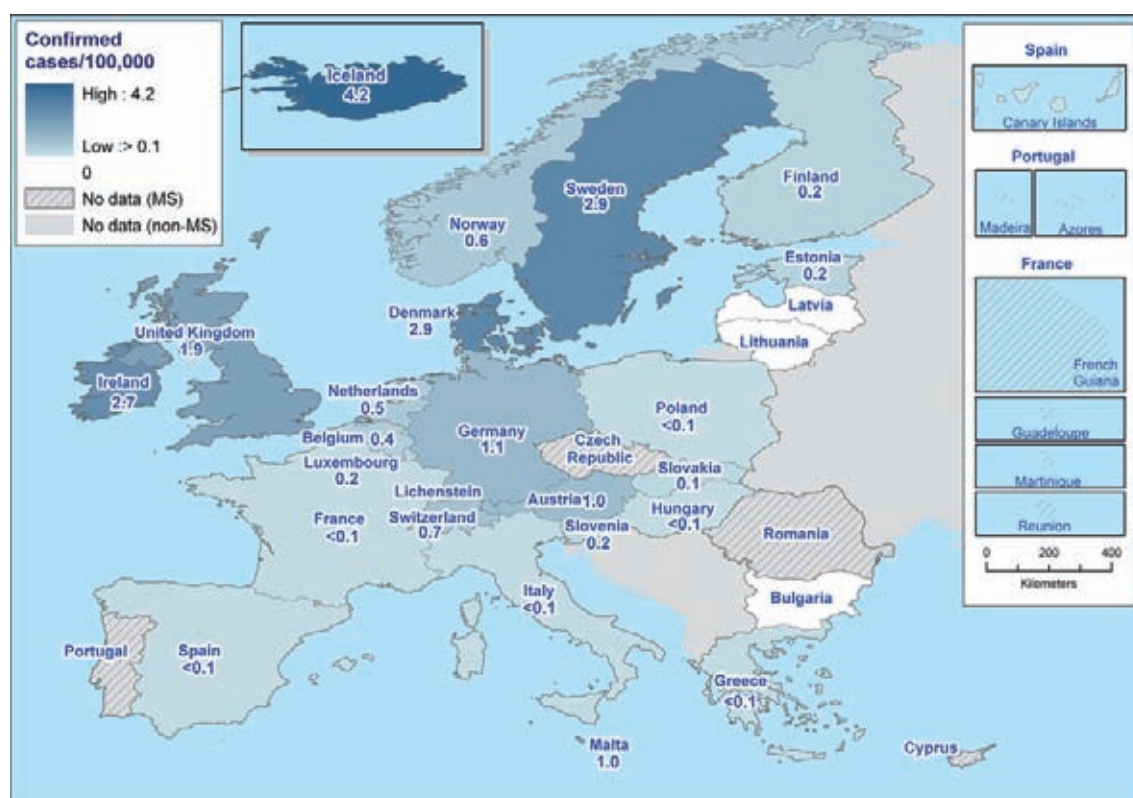 Confirmed
cases/100,000
High : 4.2
Low :> 0.1
0
No data (MS)
No data (non-MS)
Iceland
4.2
Sweden
2.9
Finland
0.2
Norway
0.6
Estonia
0.2
Latvia
Lithuania
Denmark
2.9
United Kingdom
1.9
Ireland
2.7
Netherlands
0.5
Belgium 0.4
Luxembourg
0.2
Germany
1.1
Poland
<0.1
Czech
Republic
Slovakia
0.1
Lichenstein
Austria 1.0
Hungary
<0.1
Switzerland
0.7
Slovenia
0.2
France
<0.1
Romania
Bulgaria
Italy
<0.1
Portugal
Spain
<0.1
Greece
<0.1
Malta
1.0
Cyprus
Spain
Canary Islands
Portugal
Madeira
Azores
France
French
Guiana
Guadeloupe
Martinique
Reunion
0 200 400
Kilometers